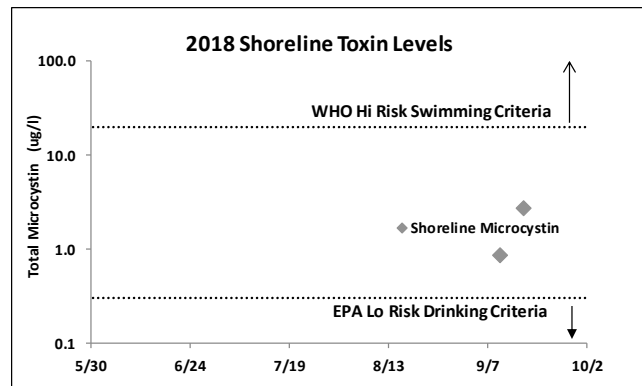 2018 Shoreline Toxin Levels
100.0
WHO Hi Risk Swimming Criteria
10.0
Total Microcystin (ug/l)
Shoreline Microcystin
1.0
EPA Lo Risk Drinking Criteria
0.1
5/30 6/24 7/19 8/13 9/7 10/2